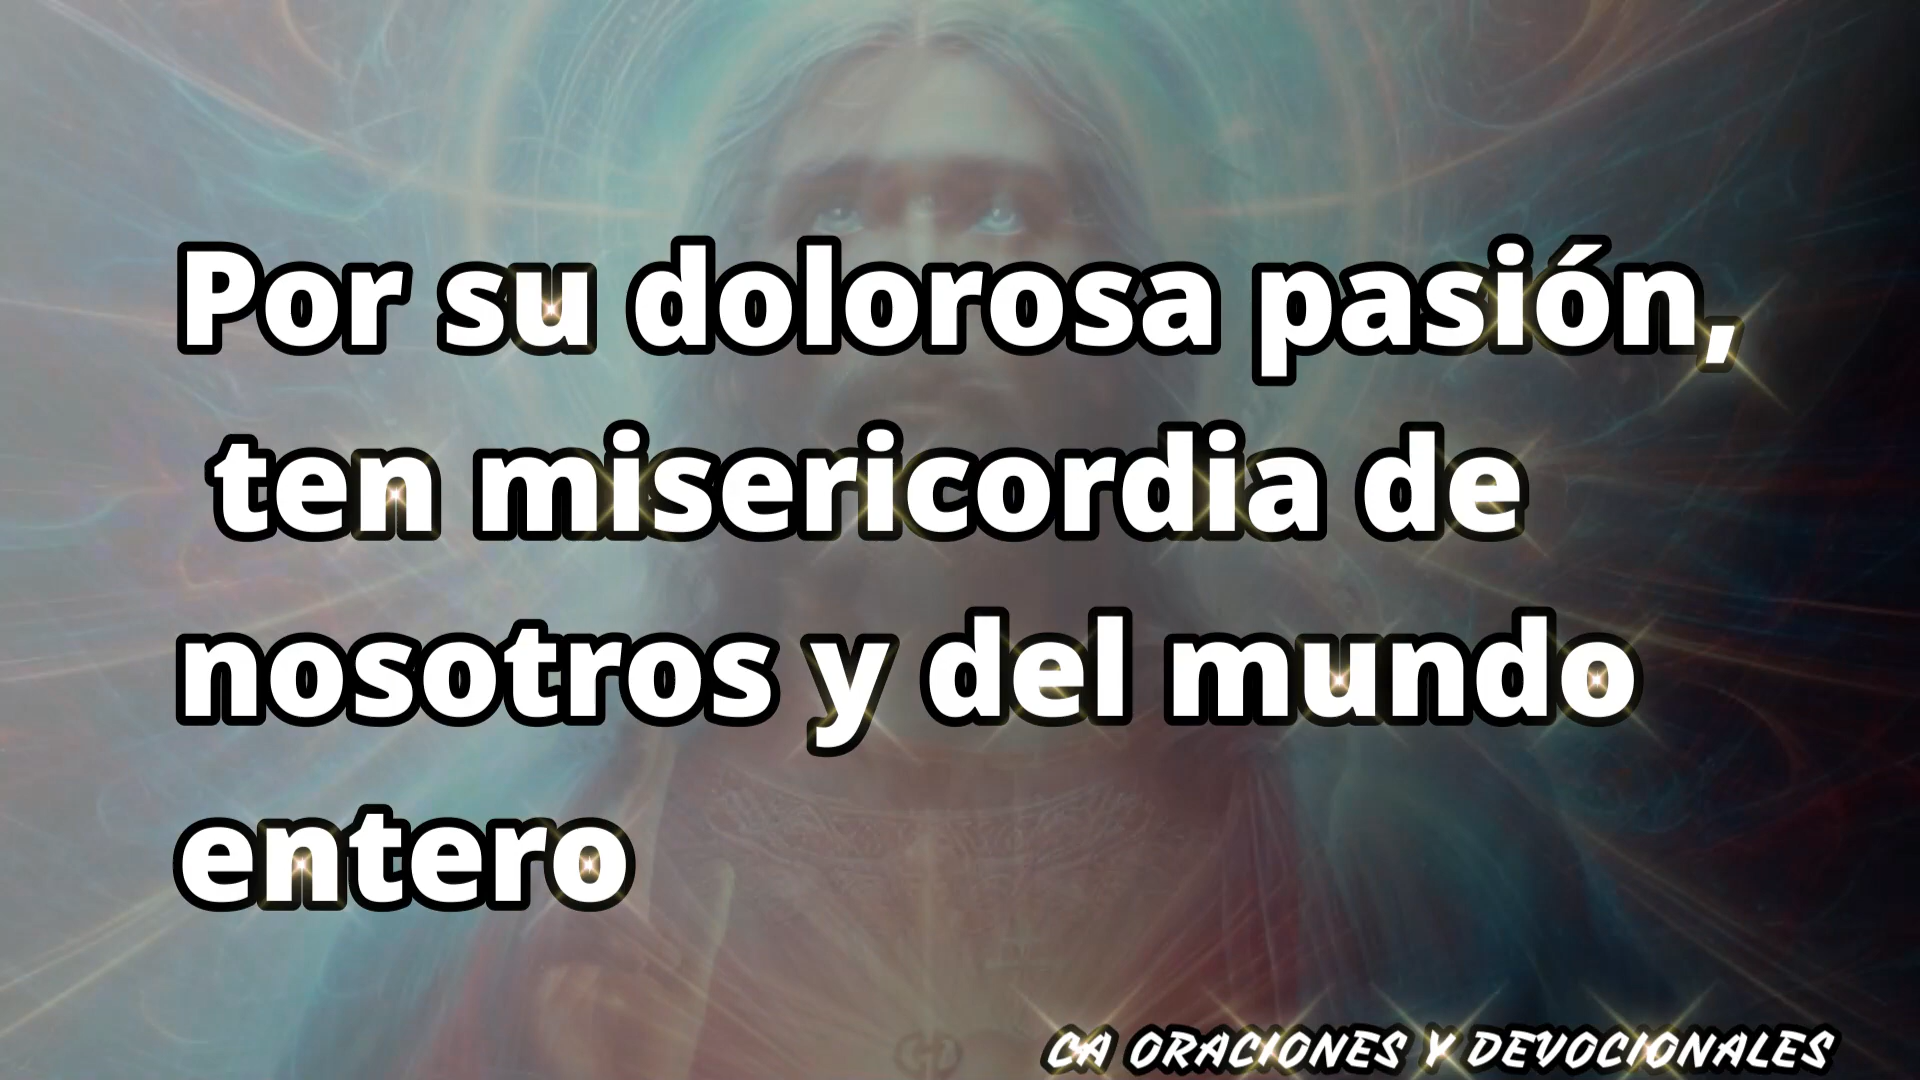 Por su dolorosa pasión,
ten misericordia de
nosotros y del mundo
entero
CA ORACIONES Y DEVOCIONALES